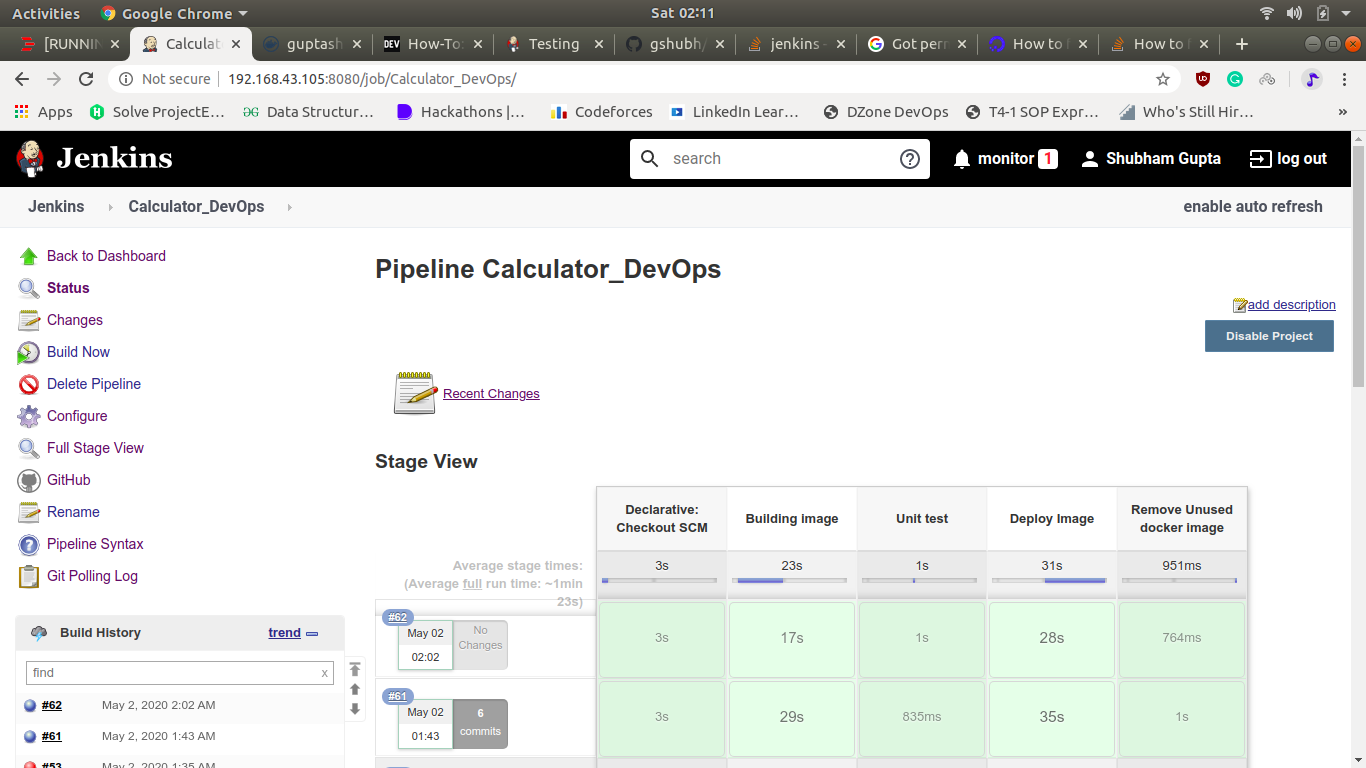 Activities Google Chrome Sat 02:11
[RUNNIN Calculat guptash How-To: Testing gshubh/ jenkins - Got perr How to f How to f
Not secure 192.168.43.105:8080/job/Calculator_DevOps/
Apps Solve ProjectE... Data Structur... Hackathons |... Codeforces LinkedIn Lear... DZone DevOps T4-1 SOP Expr... Who's Still Hir... »
Jenkins search monitor 1 Shubham Gupta log out
Jenkins Calculator_DevOps enable auto refresh
Back to Dashboard
Status
Changes
Build Now
Delete Pipeline
Configure
Full Stage View
GitHub
Rename
Pipeline Syntax
Git Polling Log
Build History trend
find x
#62 May 2, 2020 2:02 AM
#61 May 2, 2020 1:43 AM
#53 May 2, 2020 1:35 AM
Pipeline Calculator_DevOps
add description
Disable Project
Recent Changes
Stage View
Declarative: Checkout SCM Building image Unit test Deploy Image Remove Unused docker image
Average stage times:
(Average full run time: ~1min
23s)
3s 23s 1s 31s 951ms
#62
May 02
02:02
No
Changes
3s 17s 1s 28s 764ms
#61
May 02
01:43
6
commits
3s 29s 835ms 35s 1s